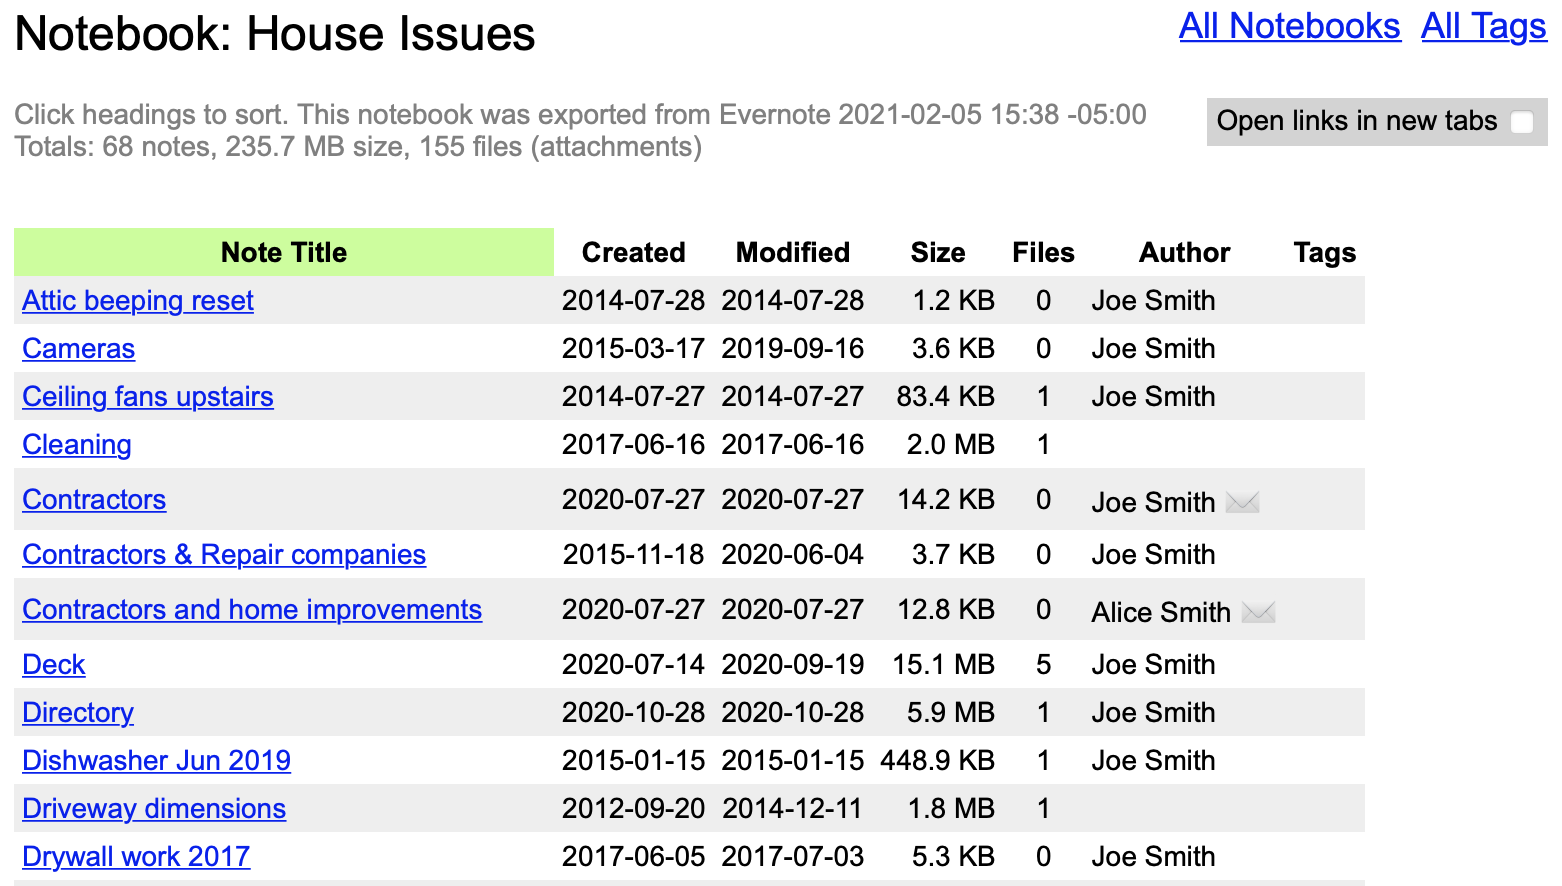 Notebook: House Issues All Notebooks All Tags
Click headings to sort. This notebook was exported from Evernote 2021-02-05 15:38 -05:00
Totals: 68 notes, 235.7 MB size, 155 files (attachments)
Open links in new tabs
Note Title Created Modified Size Files Author Tags
Attic beeping reset 2014-07-28 2014-07-28 1.2 KB 0 Joe Smith
Cameras 2015-03-17 2019-09-16 3.6 KB 0 Joe Smith
Ceiling fans upstairs 2014-07-27 2014-07-27 83.4 KB 1 Joe Smith
Cleaning 2017-06-16 2017-06-16 2.0 MB 1
Contractors 2020-07-27 2020-07-27 14.2 KB 0 Joe Smith
Contractors & Repair companies 2015-11-18 2020-06-04 3.7 KB 0 Joe Smith
Contractors and home improvements 2020-07-27 2020-07-27 12.8 KB 0 Alice Smith
Deck 2020-07-14 2020-09-19 15.1 MB 5 Joe Smith
Directory 2020-10-28 2020-10-28 5.9 MB 1 Joe Smith
Dishwasher Jun 2019 2015-01-15 2015-01-15 448.9 KB 1 Joe Smith
Driveway dimensions 2012-09-20 2014-12-11 1.8 MB 1
Drywall work 2017 2017-06-05 2017-07-03 5.3 KB 0 Joe Smith